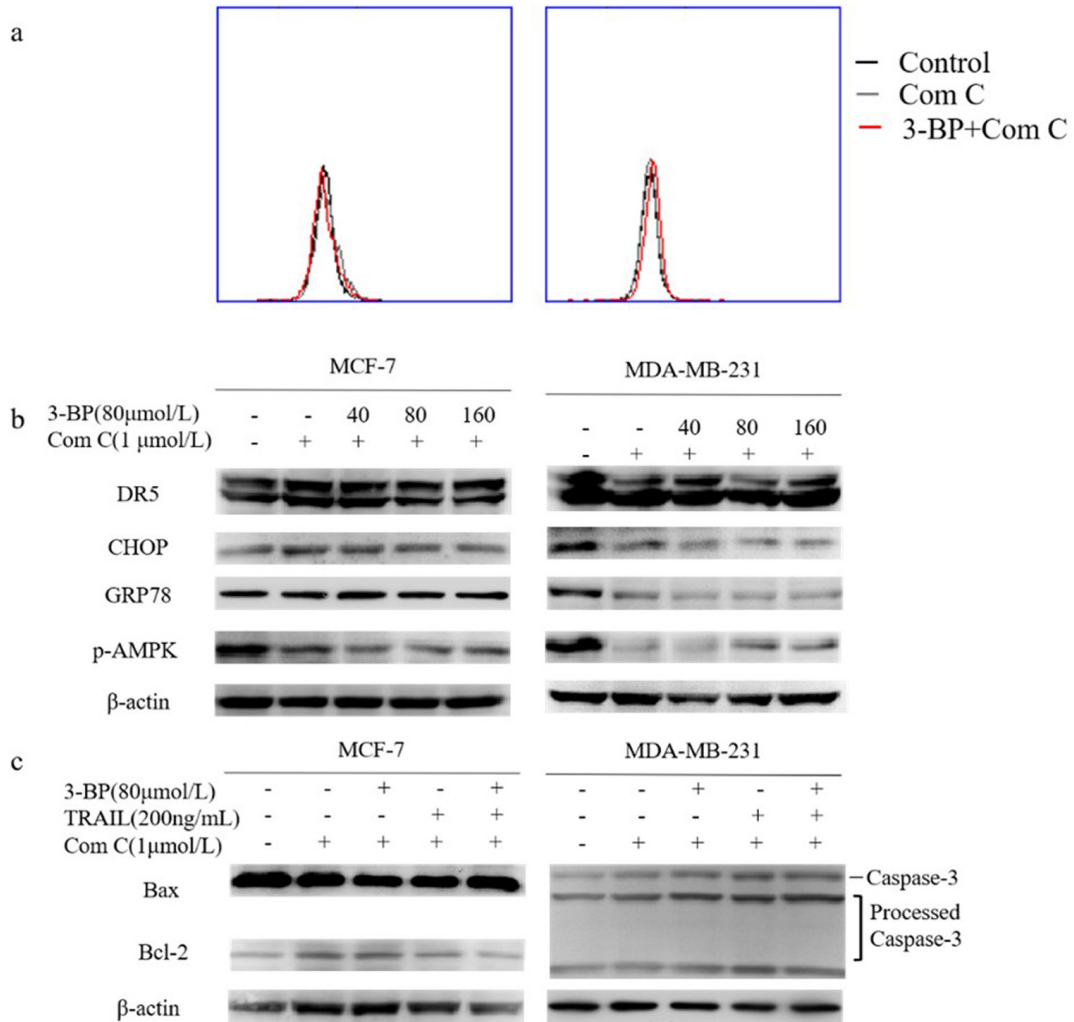 a
Control
Com C
3-BP+Com C
MCF-7
MDA-MB-231
b
3-BP(80μmol/L) - - 40 80 160 - - 40 80 160
Com C(1 μmol/L) - + + + + - + + + +
DR5
CHOP
GRP78
p-AMPK
β-actin
c
MCF-7
MDA-MB-231
3-BP(80μmol/L) - - + - + - - + - +
TRAIL(200ng/mL) - - - + + - - - + +
Com C(1μmol/L) - + + + + - + + + +
Bax
Caspase-3
Processed
Caspase-3
Bcl-2
β-actin